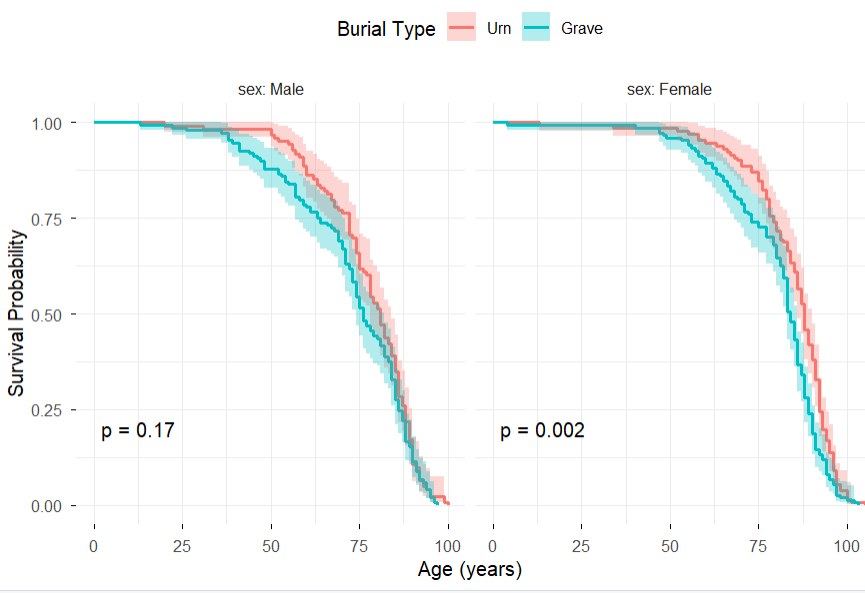 Burial Type Urn Grave
sex: Male
sex: Female
Survival Probability
1.00
0.75
0.50
0.25
0.00
p = 0.17
p = 0.002
0 25 50 75 100
0 25 50 75 100
Age (years)